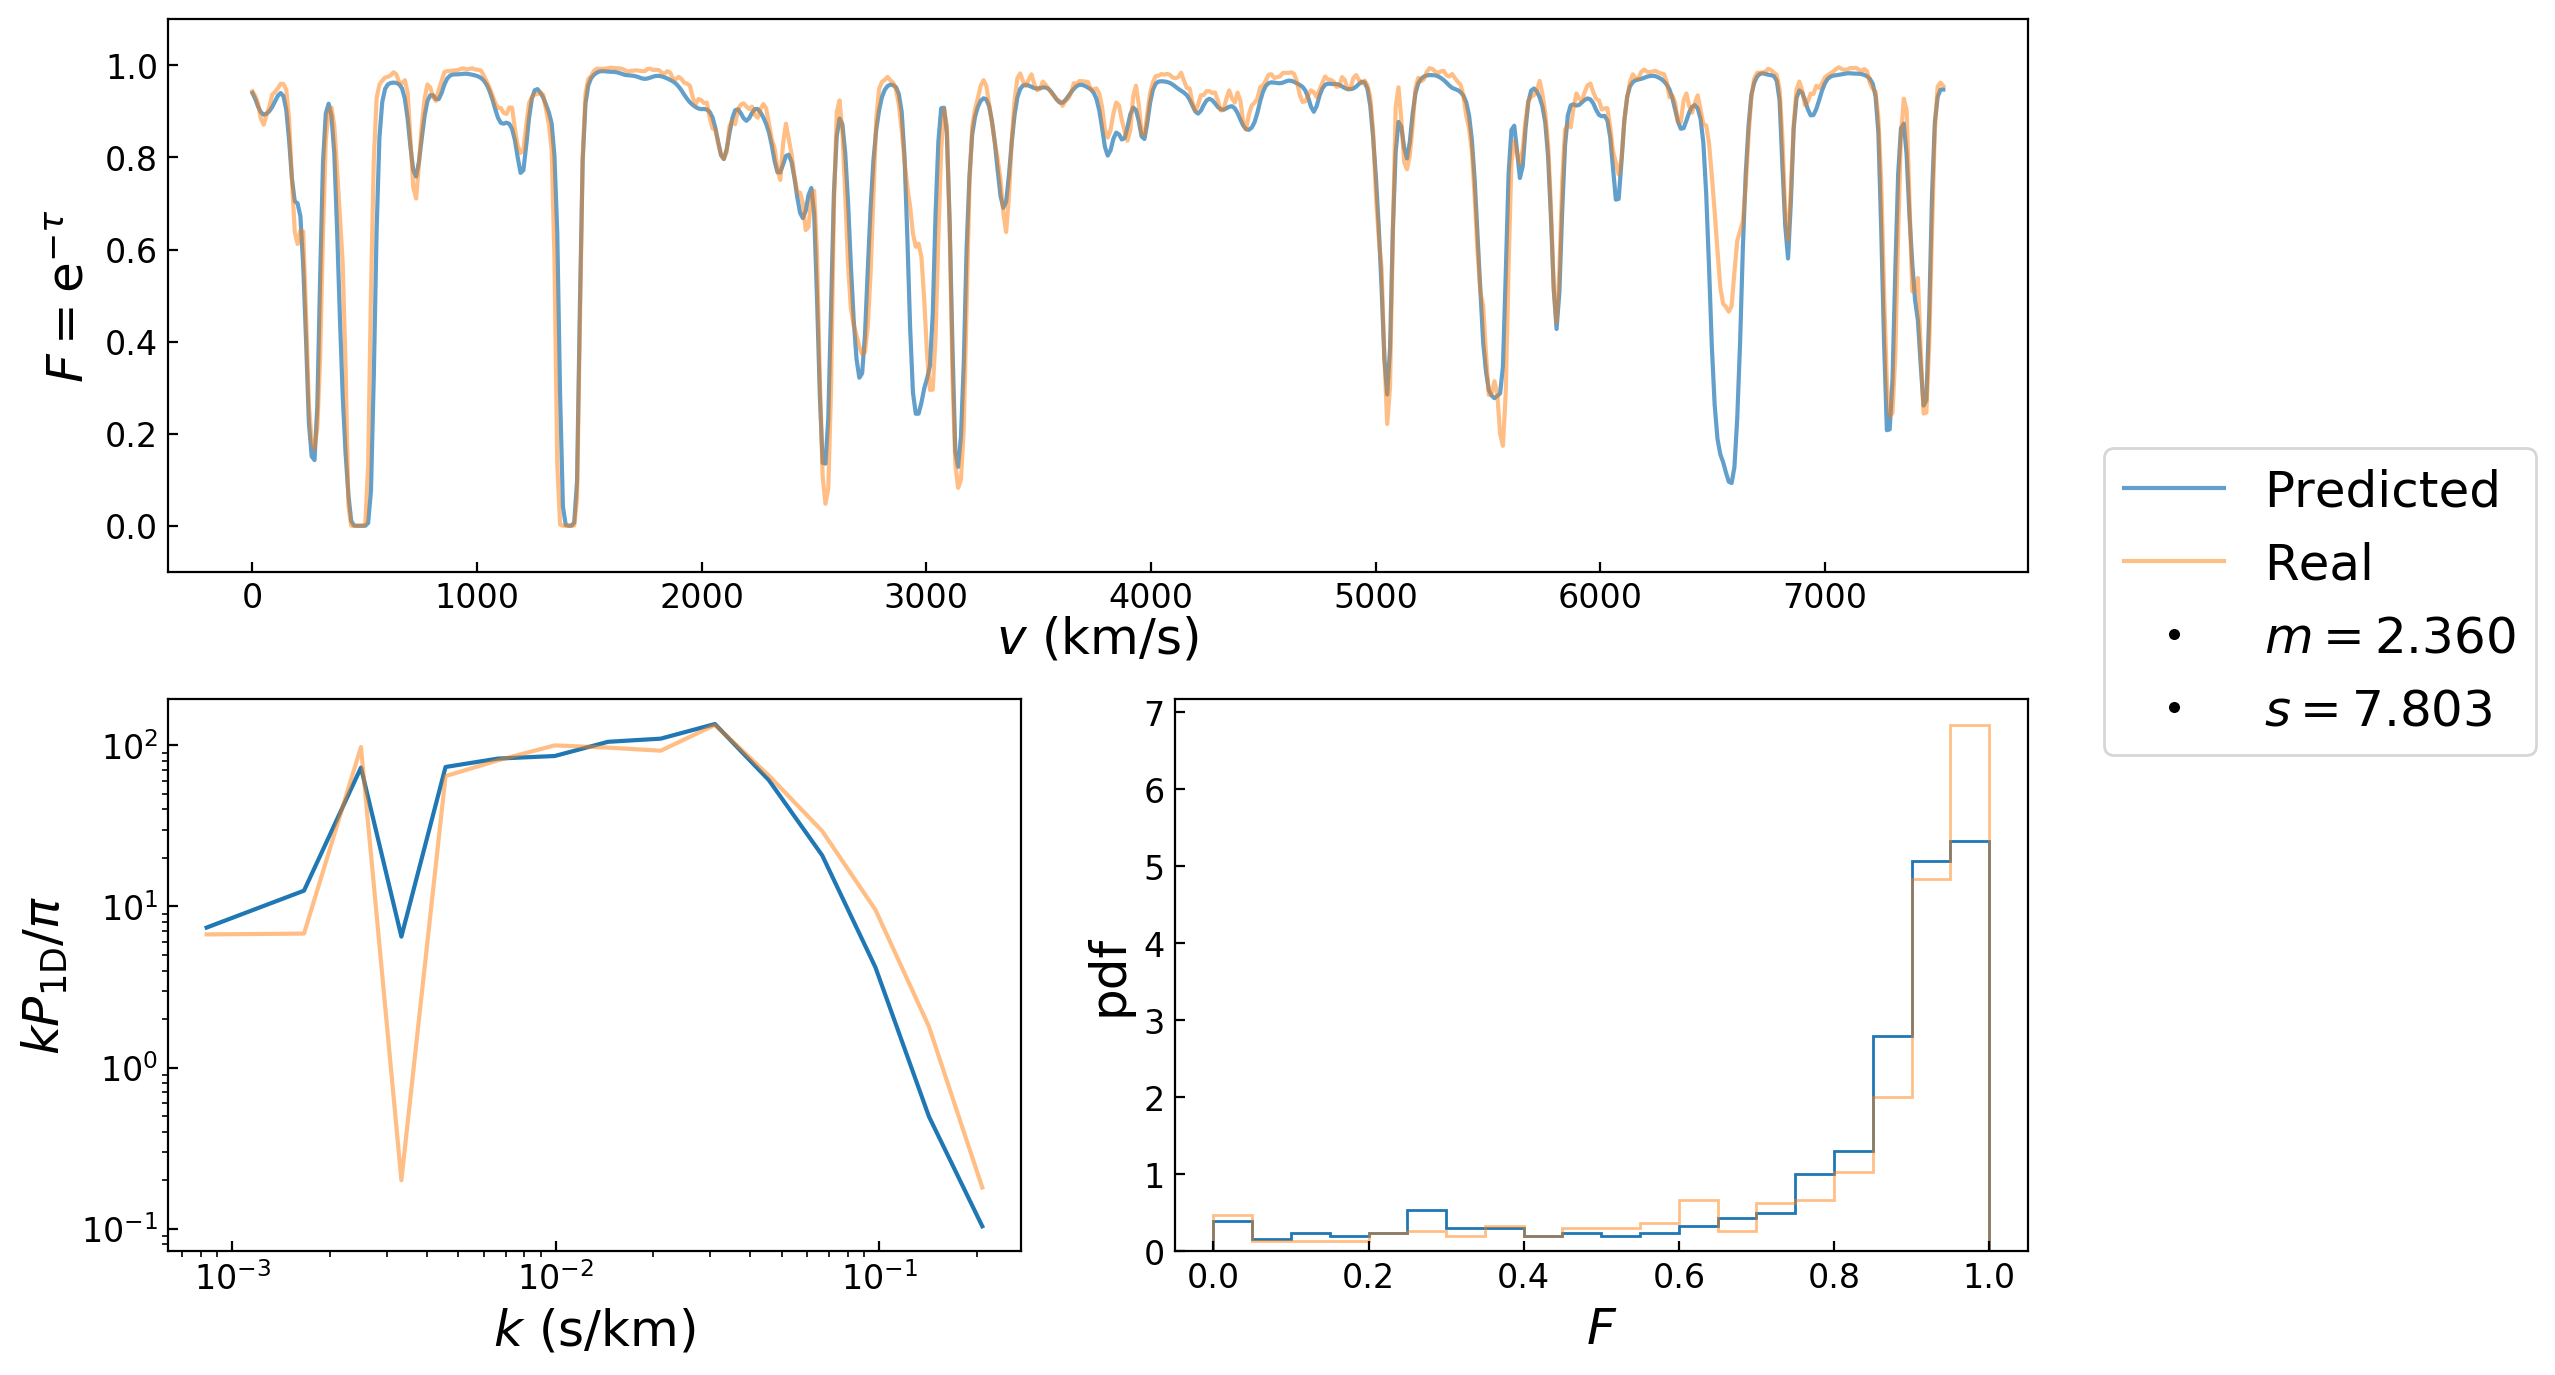 1.0
0.8
0.6
0.4
0.2
0.0
F = e^{−τ}
0 1000 2000 3000 4000 5000 6000 7000
v (km/s)
Predicted
Real
m = 2.360
s = 7.803
10^2
10^1
10^0
10^{−1}
kP_{1D}/π
10^{−3} 10^{−2} 10^{−1}
k (s/km)
7
6
5
4
3
2
1
0
pdf
0.0 0.2 0.4 0.6 0.8 1.0
F